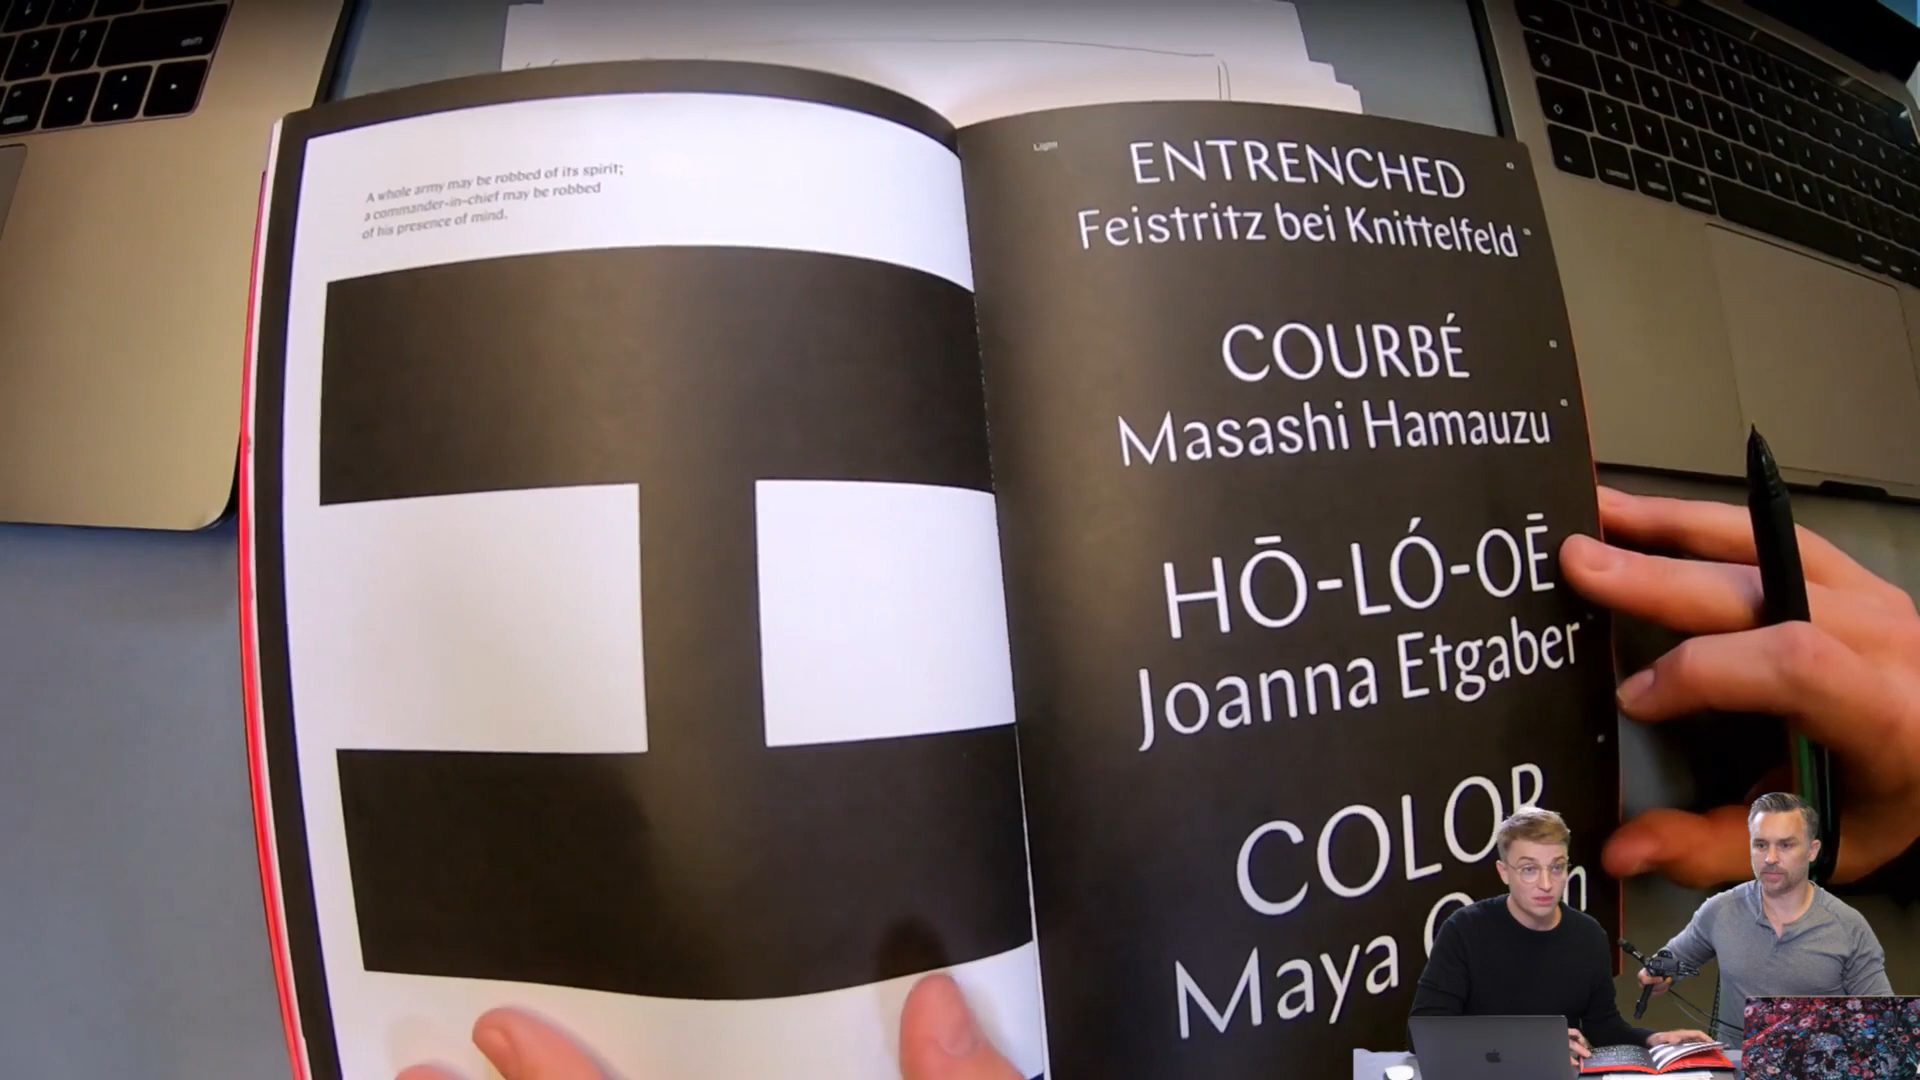 A whole army may be robbed of its spirit;
a commander-in-chief may be robbed
of his presence of mind.
Light
ENTRENCHED
Feistritz bei Knittelfeld
COURBÉ
Masashi Hamauzu
HŌ-LÓ-OĒ
Joanna Etgaber
COLOR
Maya